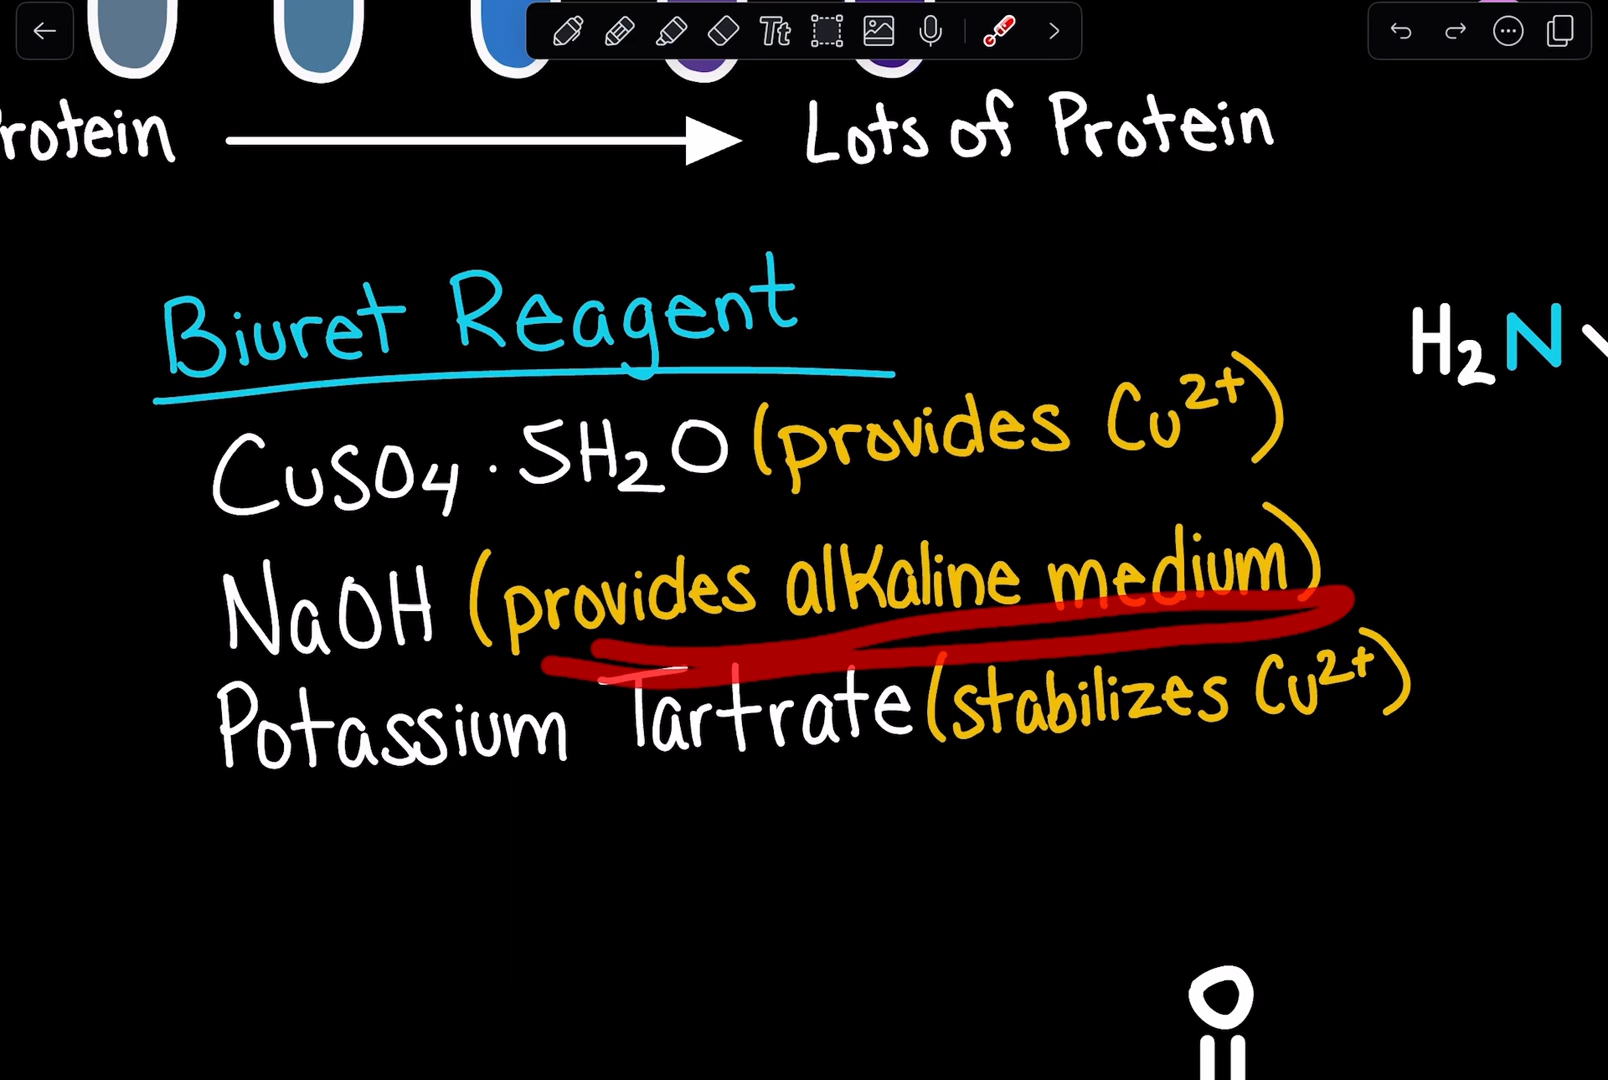 rotein Lots of Protein
Biuret Reagent
CuSO4 · 5H2O (provides Cu²⁺)
NaOH (provides alkaline medium)
Potassium Tartrate (stabilizes Cu²⁺)
H2N
O
Tt